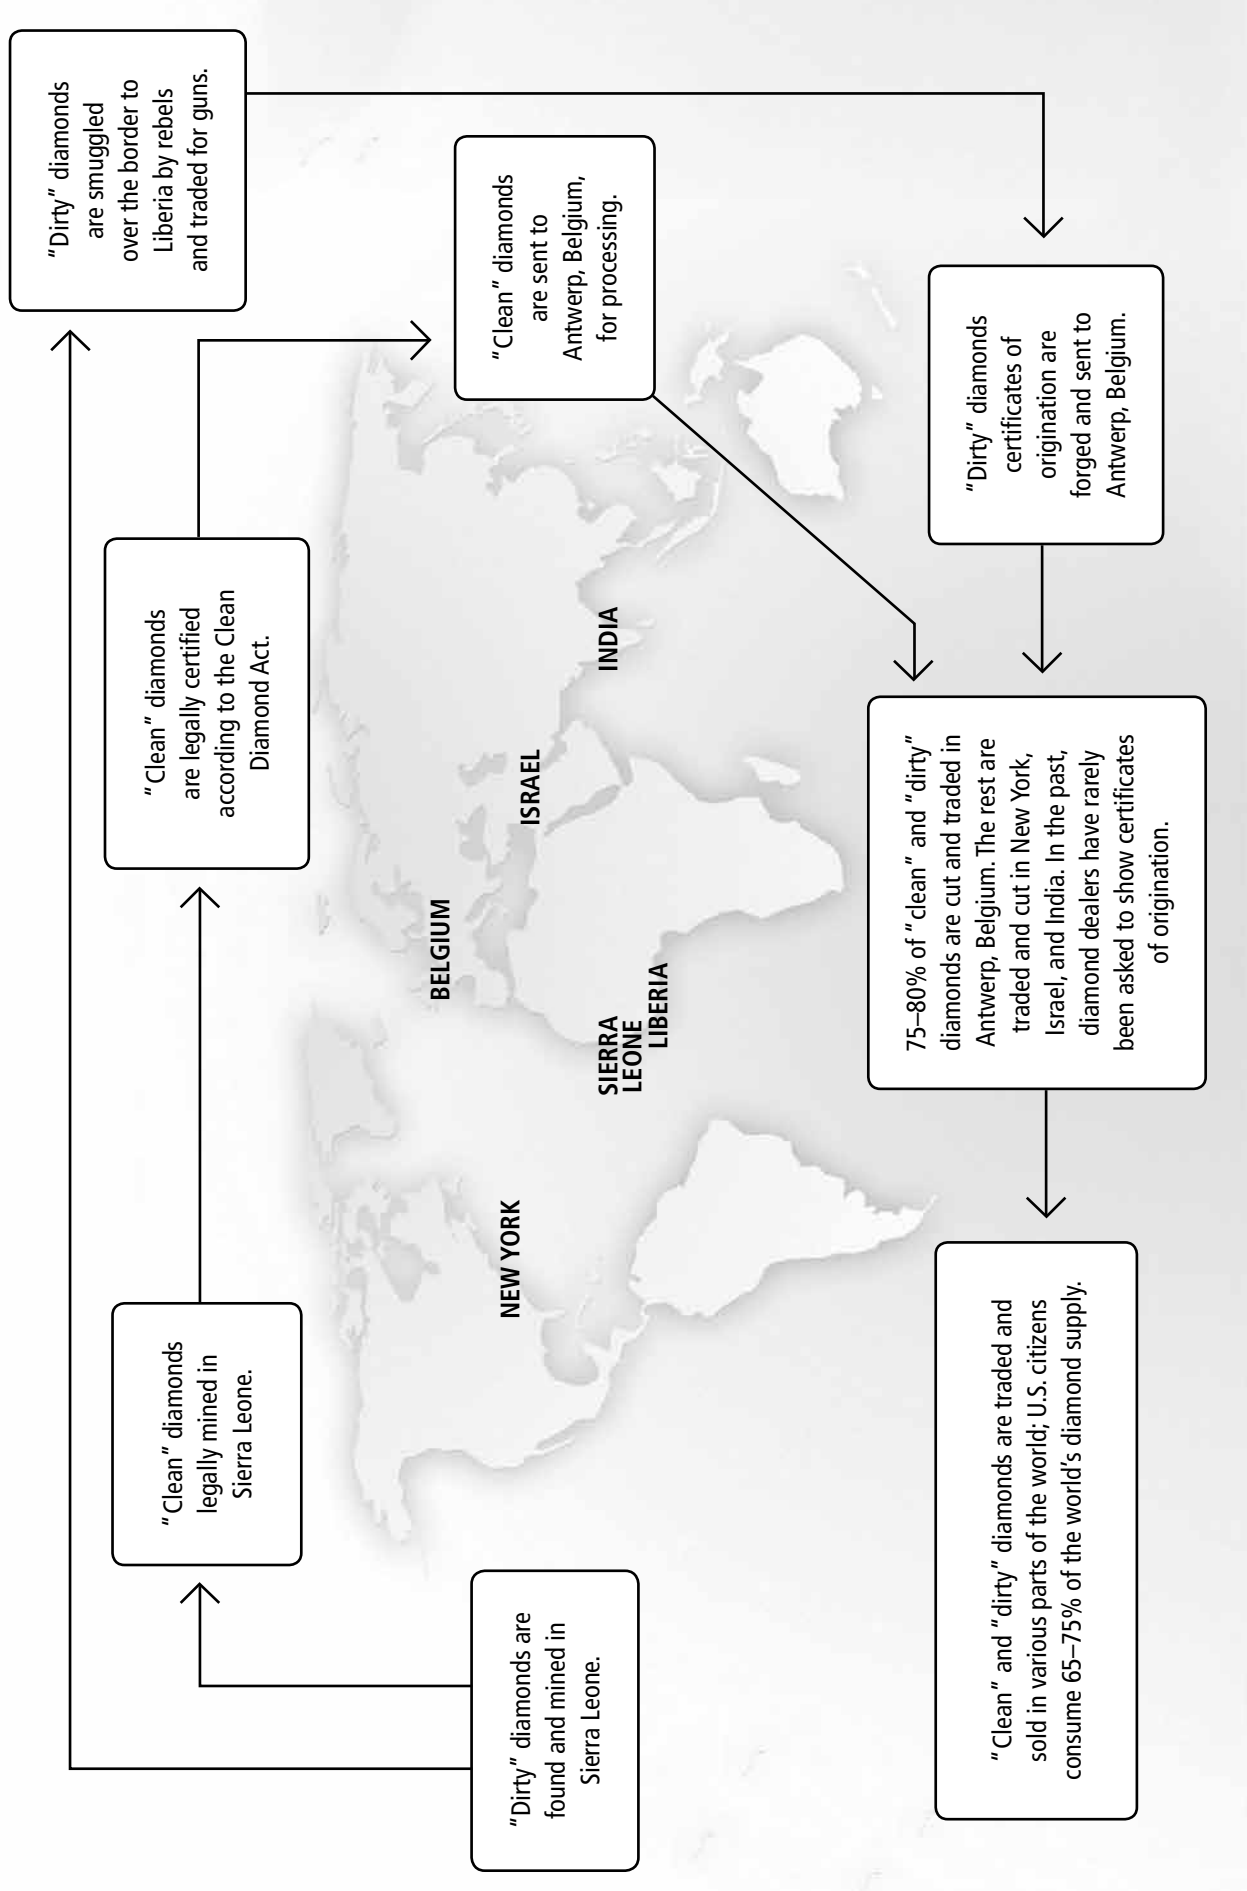 "Dirty" diamonds are
found and mined in
Sierra Leone.
"Clean" diamonds
legally mined in
Sierra Leone.
"Clean" diamonds
are legally certified
according to the Clean
Diamond Act.
"Dirty" diamonds
are smuggled
over the border to
Liberia by rebels
and traded for guns.
"Clean" diamonds
are sent to
Antwerp, Belgium,
for processing.
NEW YORK
BELGIUM
ISRAEL
INDIA
SIERRA
LEONE
LIBERIA
"Clean" and "dirty" diamonds are traded and
sold in various parts of the world; U.S. citizens
consume 65–75% of the world's diamond supply.
75–80% of "clean" and "dirty"
diamonds are cut and traded in
Antwerp, Belgium. The rest are
traded and cut in New York,
Israel, and India. In the past,
diamond dealers have rarely
been asked to show certificates
of origination.
"Dirty" diamonds
certificates of
origination are
forged and sent to
Antwerp, Belgium.